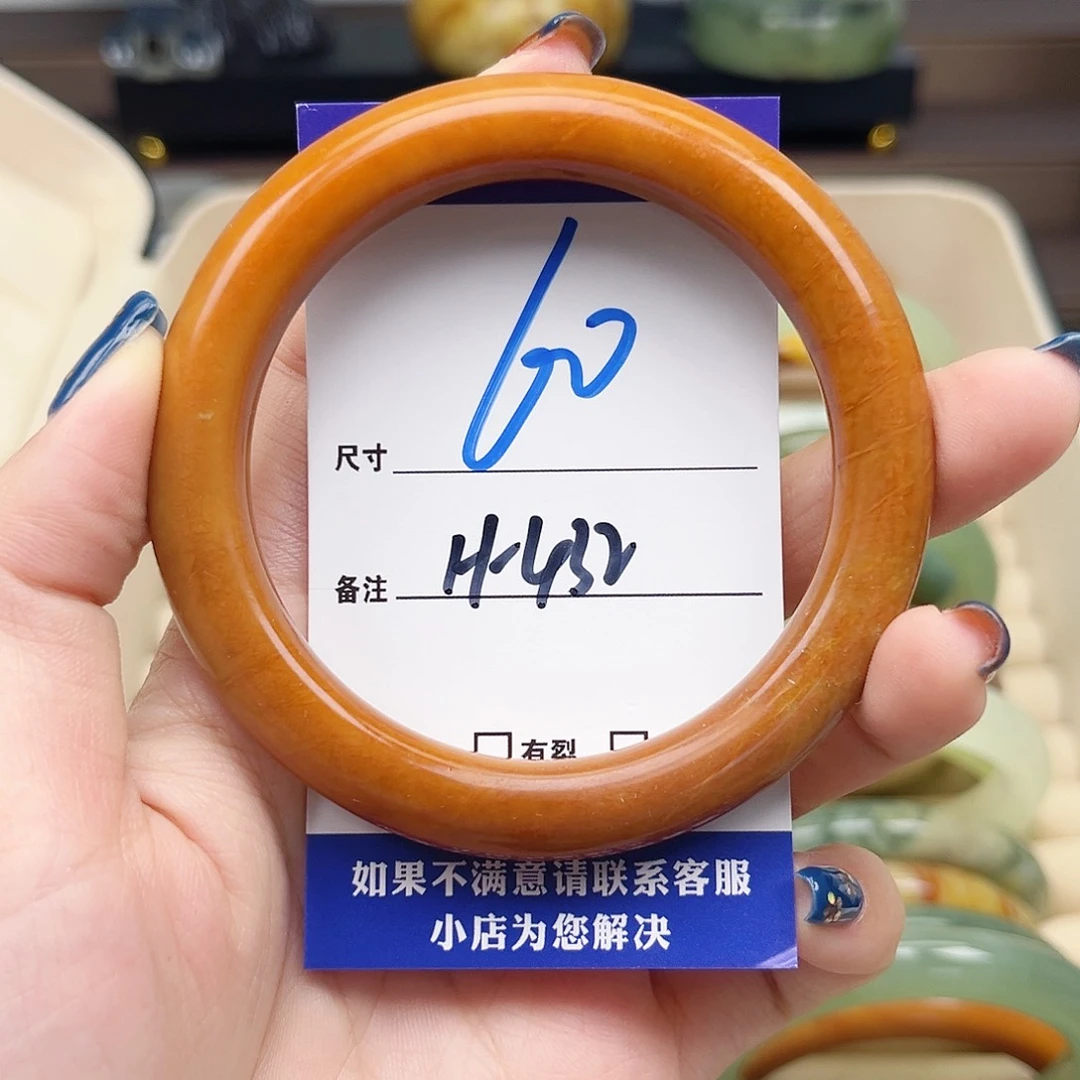 60
尺寸
H-432
备注
有裂
如果不满意请联系客服
小店为您解决